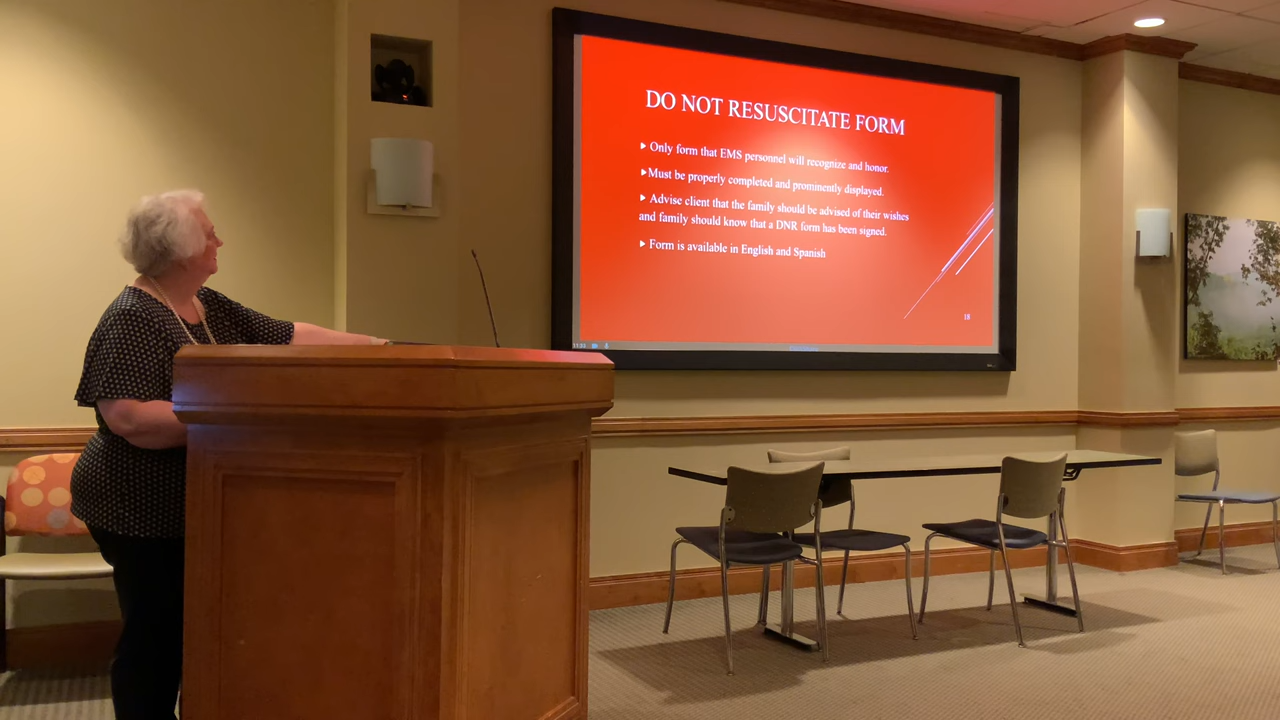 DO NOT RESUSCITATE FORM
Only form that EMS personnel will recognize and honor.
Must be properly completed and prominently displayed.
Advise client that the family should be advised of their wishes
and family should know that a DNR form has been signed.
Form is available in English and Spanish
18